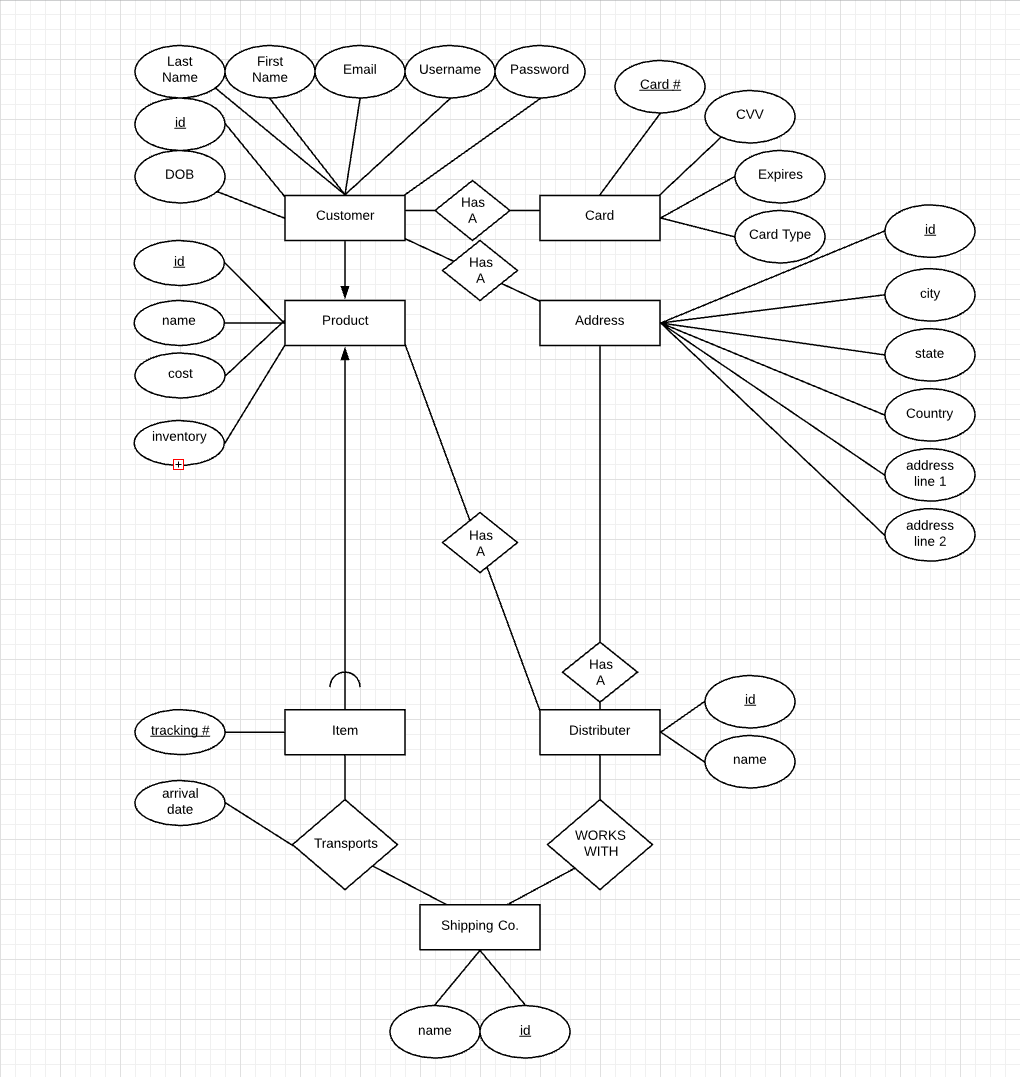 Last
Name
First
Name
Email
Username
Password
Card #
CVV
id
DOB
Expires
Card Type
Customer
Has
A
Card
id
Has
A
id
name
Product
Address
city
state
cost
Country
inventory
address
line 1
address
line 2
Has
A
Has
A
id
tracking #
Item
Distributer
name
arrival
date
Transports
WORKS
WITH
Shipping Co.
name
id